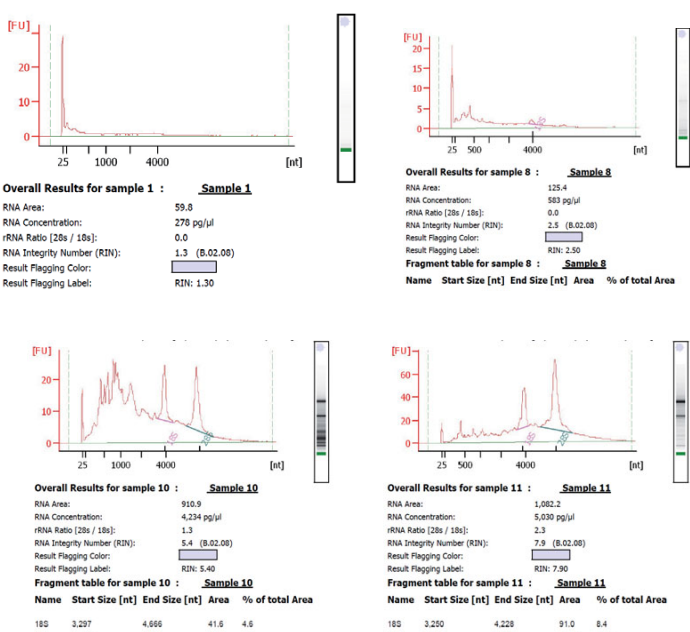 [FU]
20
10
0
25 1000 4000 [nt]
Overall Results for sample 1 : Sample 1
RNA Area: 59.8
RNA Concentration: 278 pg/µl
rRNA Ratio [28s / 18s]: 0.0
RNA Integrity Number (RIN): 1.3 (B.02.08)
Result Flagging Color:
Result Flagging Label: RIN: 1.30
[FU]
20
15
10
5
0
25 500 4000 [nt]
Overall Results for sample 8 : Sample 8
RNA Area: 125.4
RNA Concentration: 583 pg/µl
rRNA Ratio [28s / 18s]: 0.0
RNA Integrity Number (RIN): 2.5 (B.02.08)
Result Flagging Color:
Result Flagging Label: RIN: 2.50
Fragment table for sample 8 : Sample 8
Name Start Size [nt] End Size [nt] Area % of total Area
[FU]
20
10
0
18S
28S
25 1000 4000 [nt]
Overall Results for sample 10 : Sample 10
RNA Area: 910.9
RNA Concentration: 4,234 pg/µl
rRNA Ratio [28s / 18s]: 1.3
RNA Integrity Number (RIN): 5.4 (B.02.08)
Result Flagging Color:
Result Flagging Label: RIN: 5.40
Fragment table for sample 10 : Sample 10
Name Start Size [nt] End Size [nt] Area % of total Area
18S 3,297 4,666 41.6 4.6
[FU]
60
40
20
0
18S
28S
25 500 4000 [nt]
Overall Results for sample 11 : Sample 11
RNA Area: 1,082.2
RNA Concentration: 5,030 pg/µl
rRNA Ratio [28s / 18s]: 2.3
RNA Integrity Number (RIN): 7.9 (B.02.08)
Result Flagging Color:
Result Flagging Label: RIN: 7.90
Fragment table for sample 11 : Sample 11
Name Start Size [nt] End Size [nt] Area % of total Area
18S 3,250 4,228 91.0 8.4